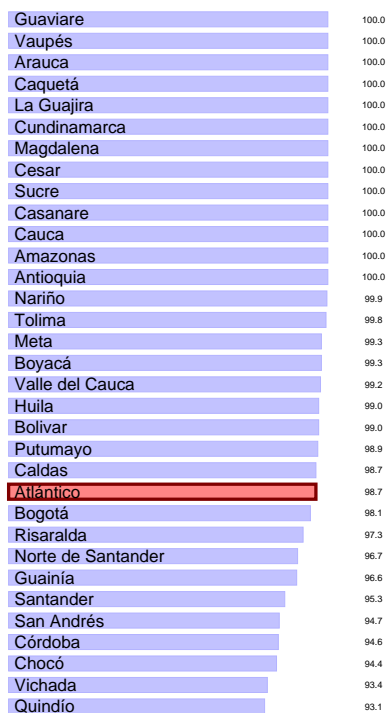 Guaviare 100.0
Vaupés 100.0
Arauca 100.0
Caquetá 100.0
La Guajira 100.0
Cundinamarca 100.0
Magdalena 100.0
Cesar 100.0
Sucre 100.0
Casanare 100.0
Cauca 100.0
Amazonas 100.0
Antioquia 100.0
Nariño 99.9
Tolima 99.8
Meta 99.3
Boyacá 99.3
Valle del Cauca 99.2
Huila 99.0
Bolivar 99.0
Putumayo 98.9
Caldas 98.7
Atlántico 98.7
Bogotá 98.1
Risaralda 97.3
Norte de Santander 96.7
Guainía 96.6
Santander 95.3
San Andrés 94.7
Córdoba 94.6
Chocó 94.4
Vichada 93.4
Quindío 93.1